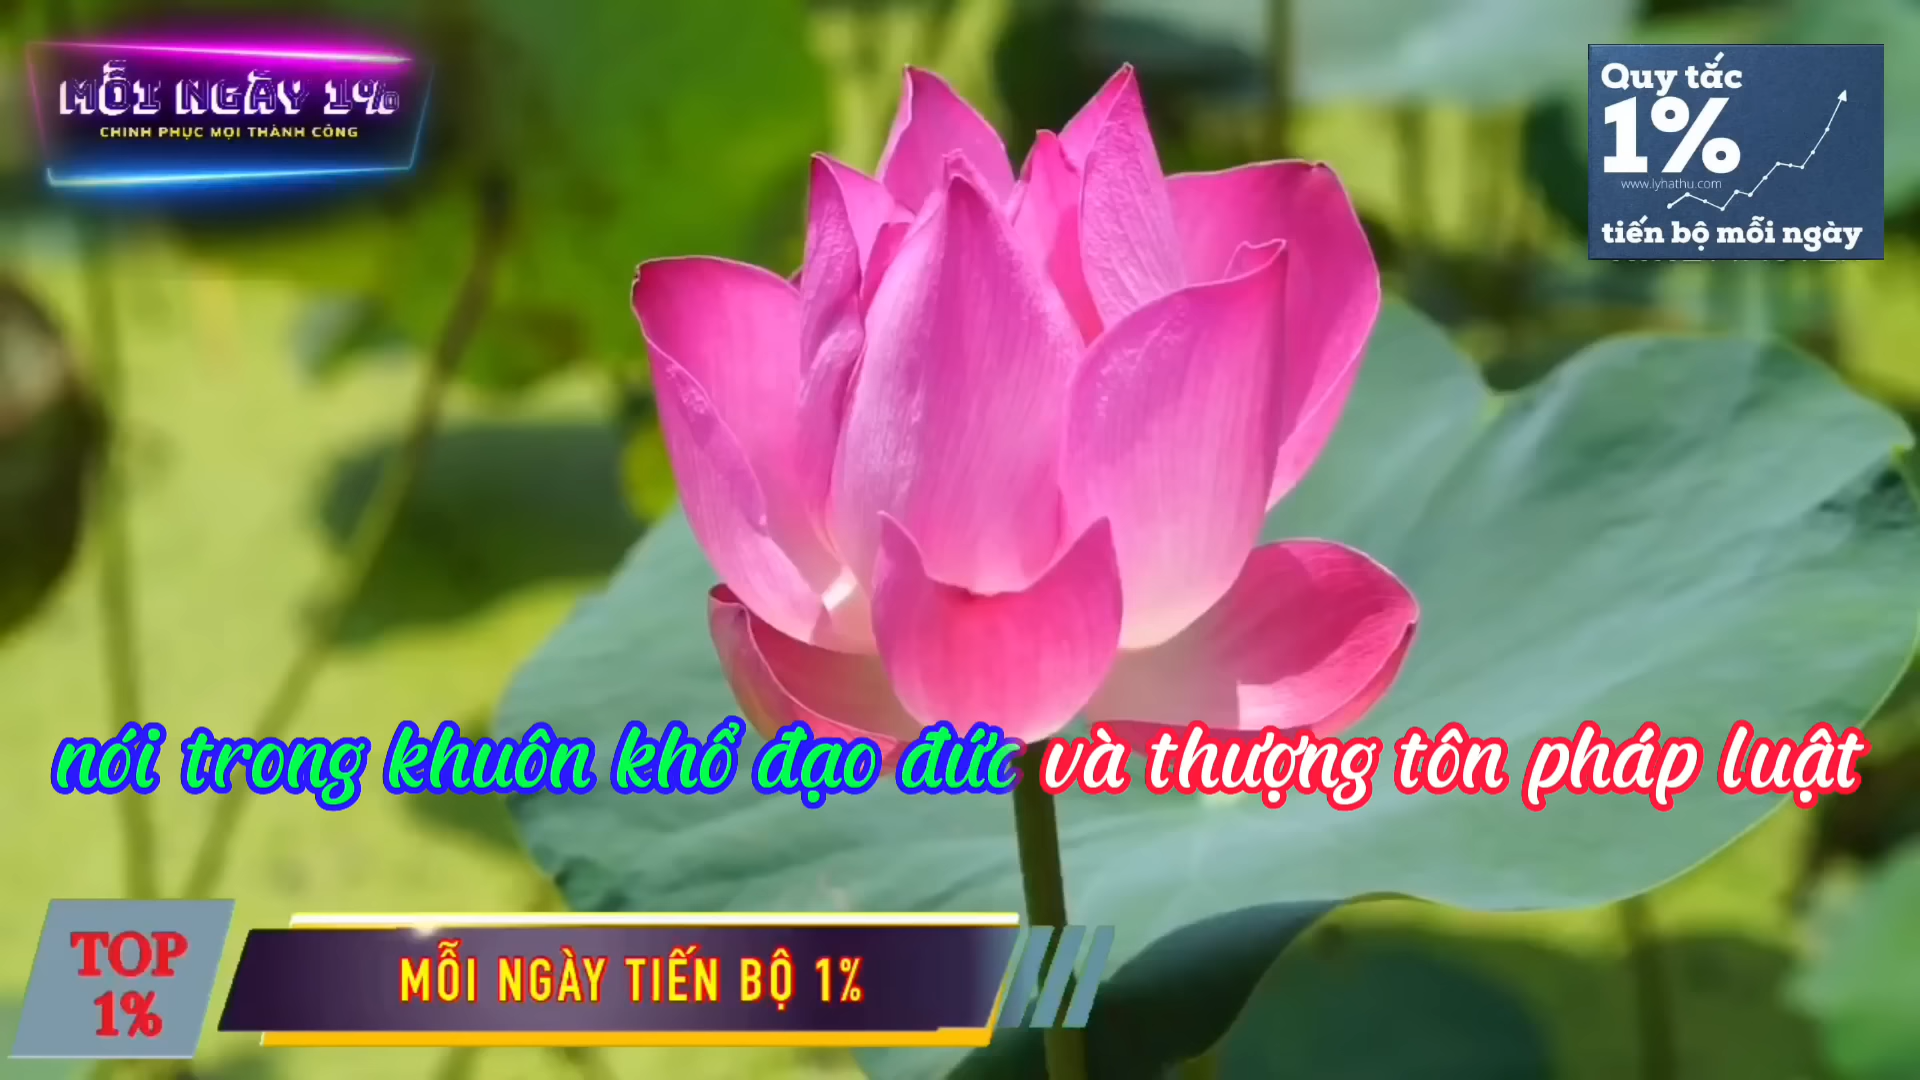 MỖI NGÀY 1%
CHINH PHỤC MỌI THÀNH CÔNG
Quy tắc
1%
www.lyhathu.com
tiến bộ mỗi ngày
nói trong khuôn khổ đạo đức và thượng tôn pháp luật
TOP
1%
MỖI NGÀY TIẾN BỘ 1%